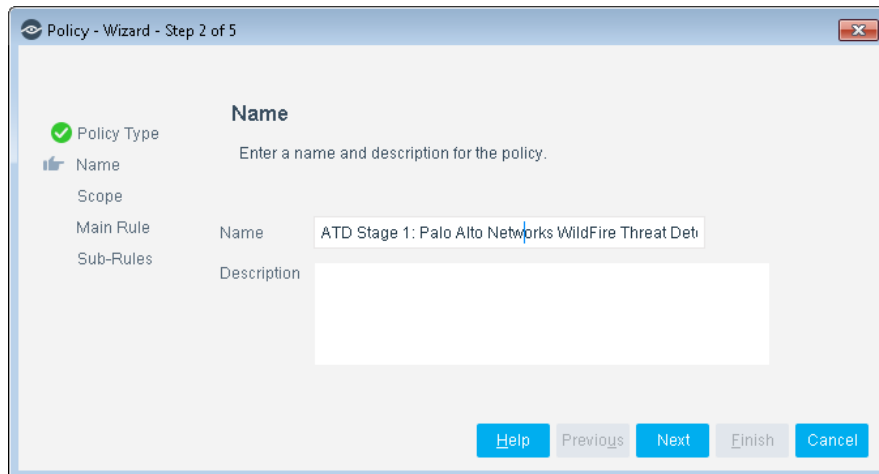 Policy - Wizard - Step 2 of 5
Policy Type
Name
Scope
Main Rule
Sub-Rules
Name
Enter a name and description for the policy.
Name ATD Stage 1: Palo Alto Networks WildFire Threat Dete
Description
Help Previous Next Finish Cancel